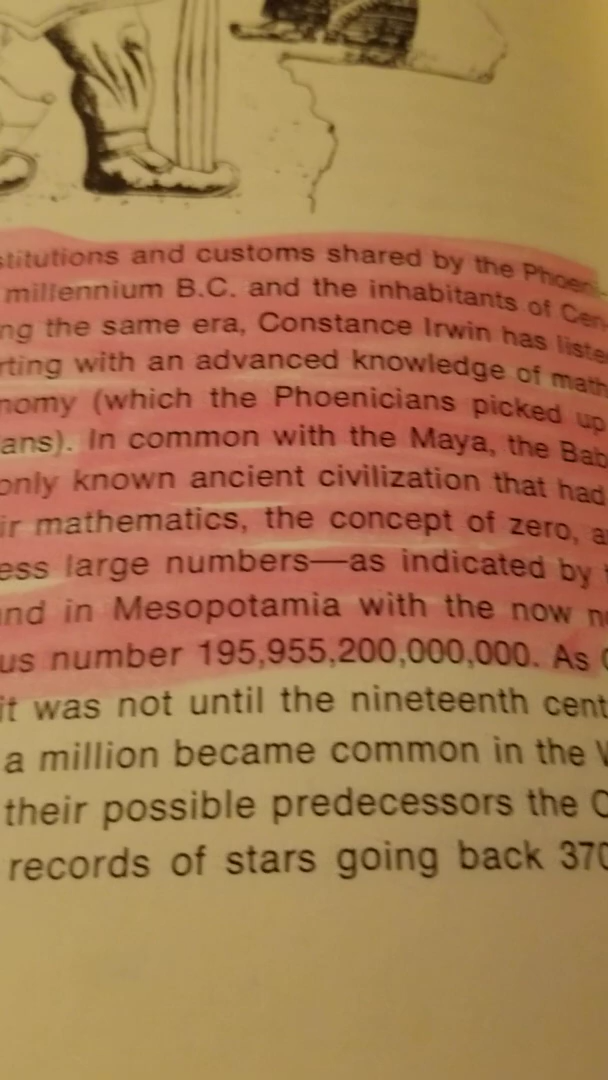 stitutions and customs shared by the Phoeni-
millennium B.C. and the inhabitants of Cen
ng the same era, Constance Irwin has liste
rting with an advanced knowledge of math
nomy (which the Phoenicians picked up
ans). In common with the Maya, the Bab
only known ancient civilization that had
ir mathematics, the concept of zero, a
ess large numbers—as indicated by t
nd in Mesopotamia with the now n
us number 195,955,200,000,000. As
it was not until the nineteenth cent
a million became common in the
their possible predecessors the C
records of stars going back 370